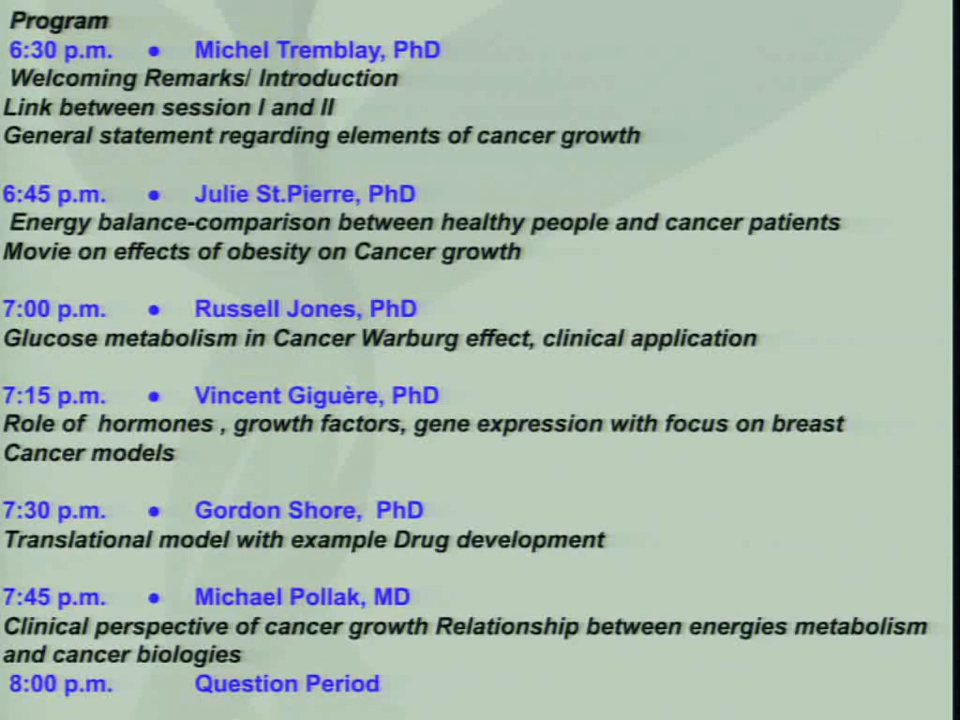 Program
6:30 p.m. • Michel Tremblay, PhD
Welcoming Remarks/ Introduction
Link between session I and II
General statement regarding elements of cancer growth
6:45 p.m. • Julie St.Pierre, PhD
Energy balance-comparison between healthy people and cancer patients
Movie on effects of obesity on Cancer growth
7:00 p.m. • Russell Jones, PhD
Glucose metabolism in Cancer Warburg effect, clinical application
7:15 p.m. • Vincent Giguère, PhD
Role of hormones , growth factors, gene expression with focus on breast
Cancer models
7:30 p.m. • Gordon Shore, PhD
Translational model with example Drug development
7:45 p.m. • Michael Pollak, MD
Clinical perspective of cancer growth Relationship between energies metabolism
and cancer biologies
8:00 p.m. Question Period